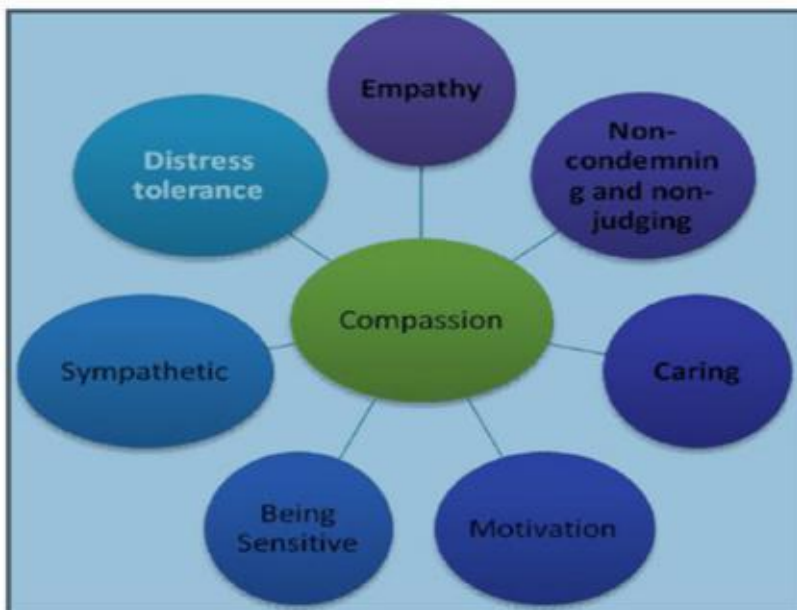 Empathy
Non-
condemnin
g and non-
judging
Distress
tolerance
Compassion
Sympathetic
Caring
Being
Sensitive
Motivation